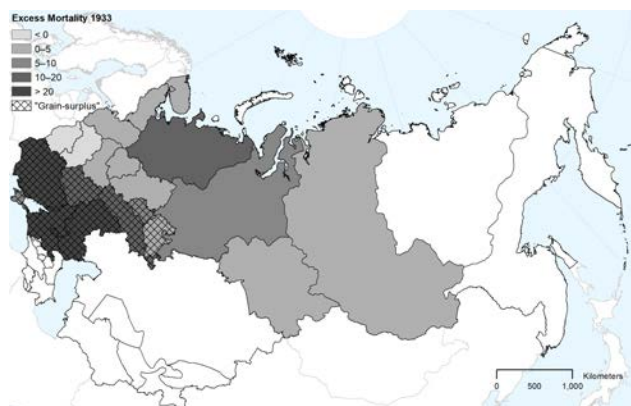 Excess Mortality 1933
< 0
0–5
5–10
10–20
> 20
"Grain-surplus"
Kilometers
0 500 1,000